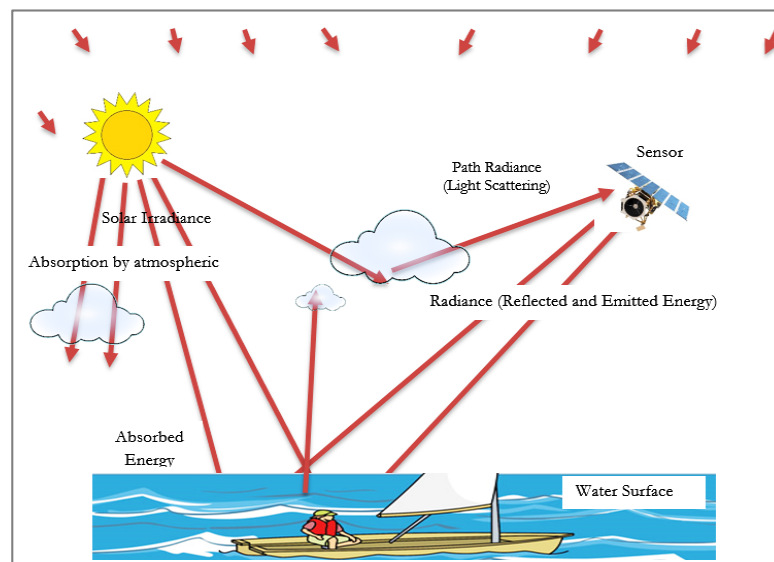 Sensor
Path Radiance
(Light Scattering)
Solar Irradiance
Absorption by atmospheric
Radiance (Reflected and Emitted Energy)
Absorbed
Energy
Water Surface